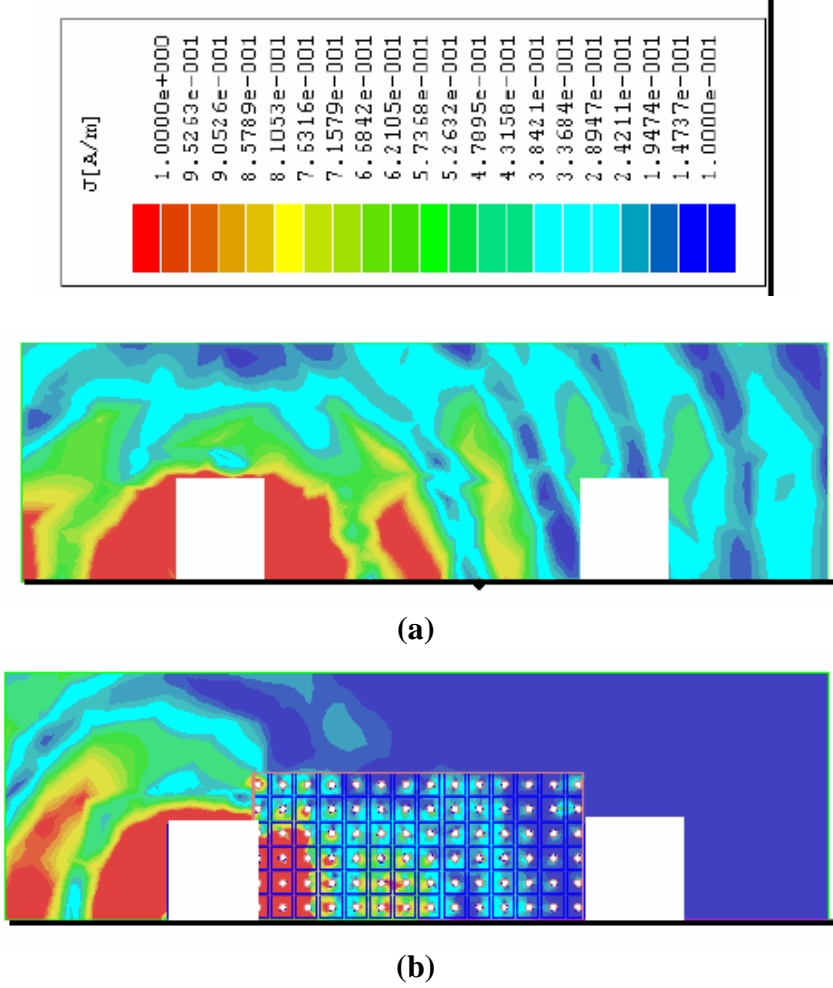 J[A/m]
1.0000e+000
9.5263e-001
9.0526e-001
8.5789e-001
8.1053e-001
7.6316e-001
7.1579e-001
6.6842e-001
6.2105e-001
5.7368e-001
5.2632e-001
4.7895e-001
4.3158e-001
3.8421e-001
3.3684e-001
2.8947e-001
2.4211e-001
1.9474e-001
1.4737e-001
1.0000e-001
(a)
(b)